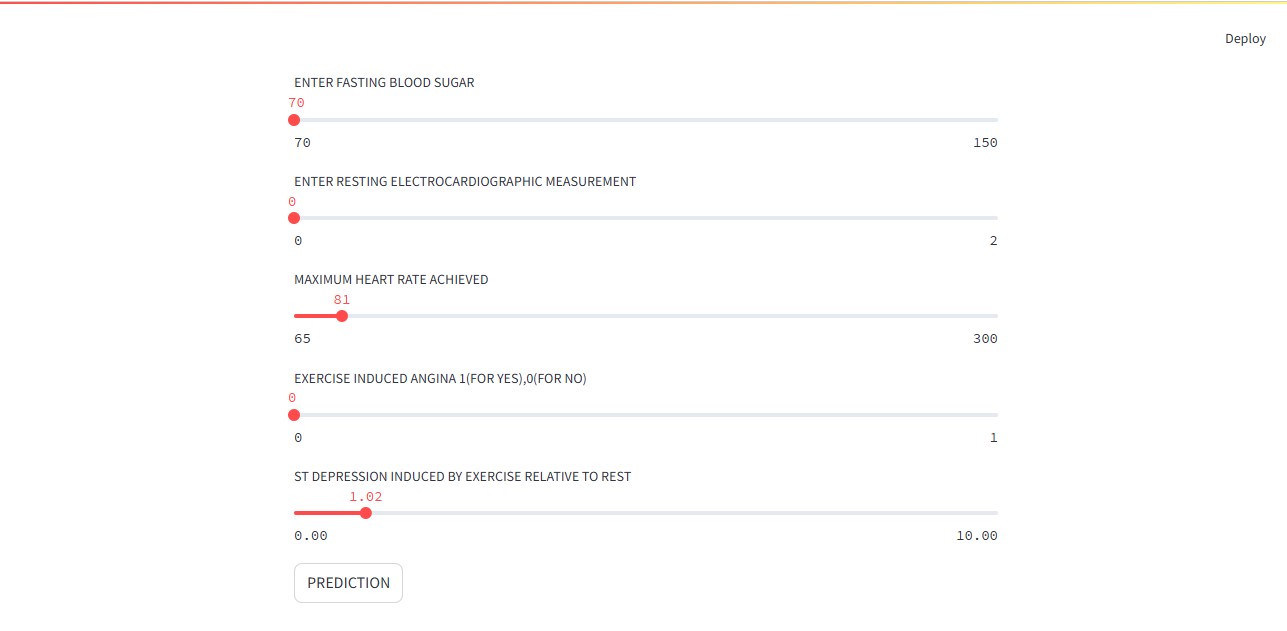 Deploy
ENTER FASTING BLOOD SUGAR
70
70 150
ENTER RESTING ELECTROCARDIOGRAPHIC MEASUREMENT
0
0 2
MAXIMUM HEART RATE ACHIEVED
81
65 300
EXERCISE INDUCED ANGINA 1(FOR YES),0(FOR NO)
0
0 1
ST DEPRESSION INDUCED BY EXERCISE RELATIVE TO REST
1.02
0.00 10.00
PREDICTION